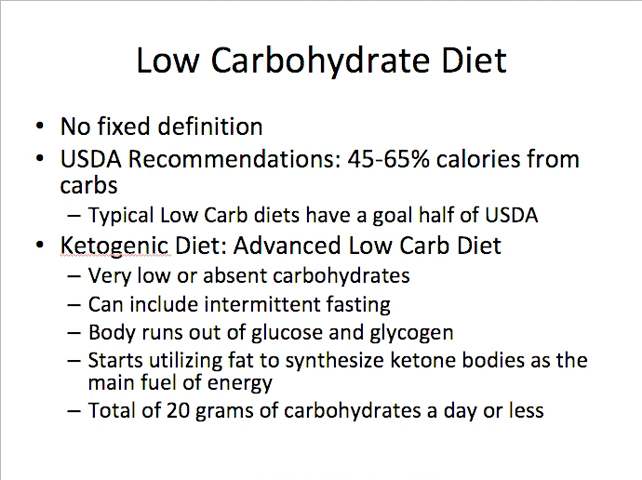 Low Carbohydrate Diet
• No fixed definition
• USDA Recommendations: 45-65% calories from
carbs
– Typical Low Carb diets have a goal half of USDA
• Ketogenic Diet: Advanced Low Carb Diet
– Very low or absent carbohydrates
– Can include intermittent fasting
– Body runs out of glucose and glycogen
– Starts utilizing fat to synthesize ketone bodies as the
main fuel of energy
– Total of 20 grams of carbohydrates a day or less